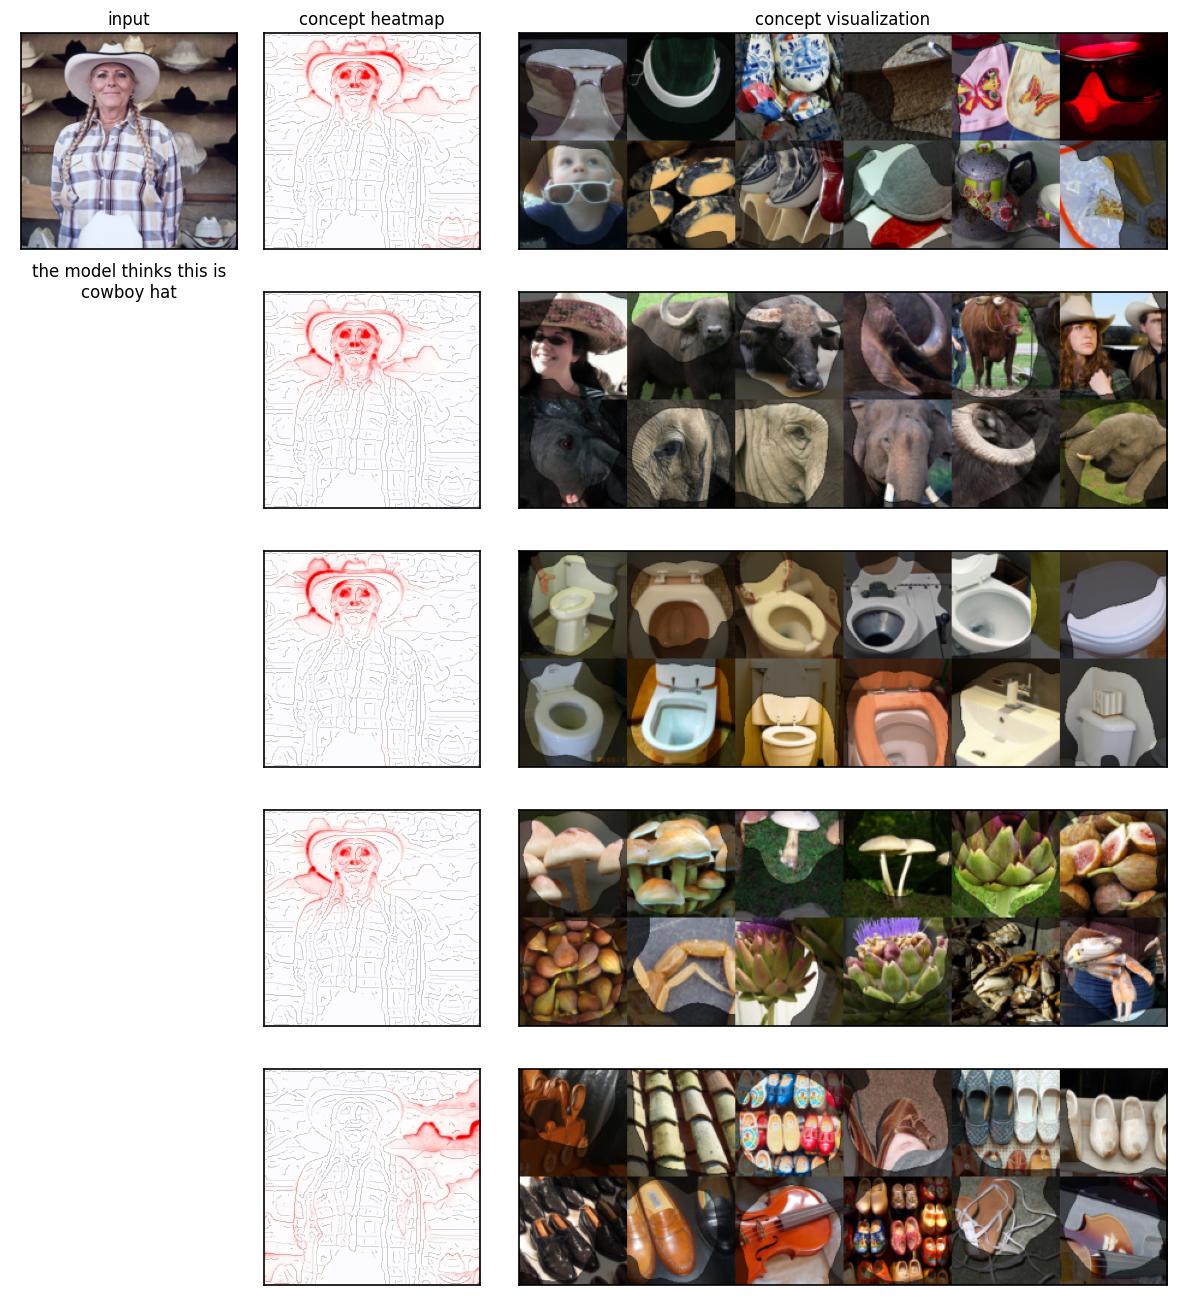 input
concept heatmap
concept visualization
the model thinks this is
cowboy hat